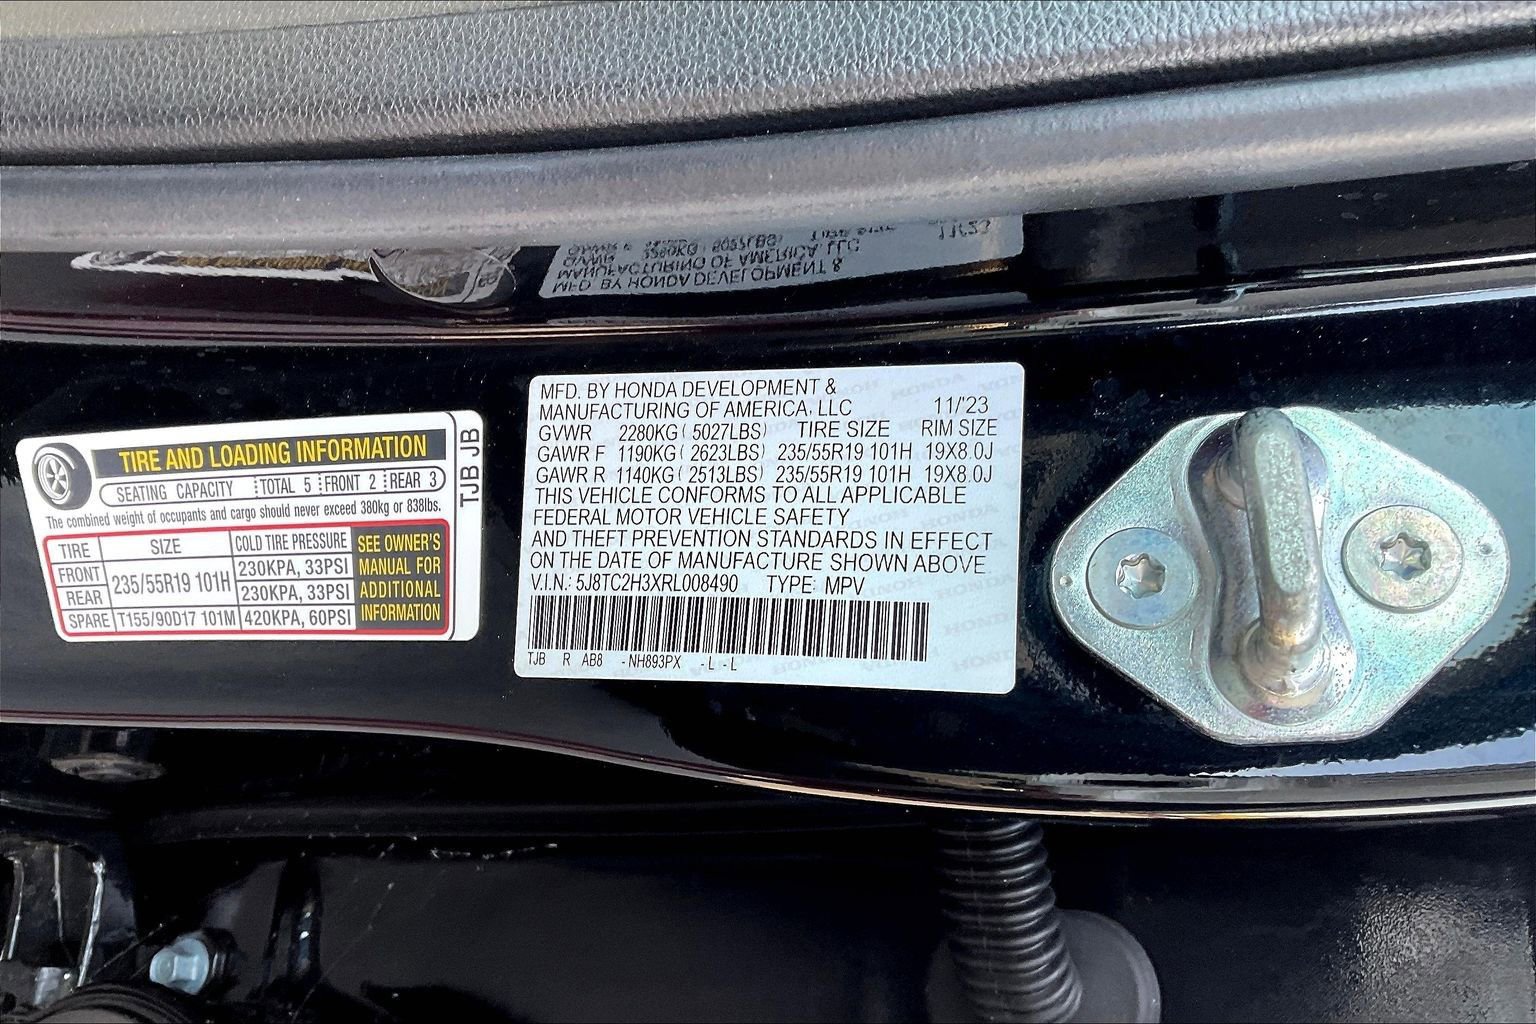 TIRE AND LOADING INFORMATION
SEATING CAPACITY TOTAL 5 FRONT 2 REAR 3
The combined weight of occupants and cargo should never exceed 380kg or 838lbs.
TIRE SIZE COLD TIRE PRESSURE
FRONT 235/55R19 101H 230KPA, 33PSI
REAR 230KPA, 33PSI
SPARE T155/90D17 101M 420KPA, 60PSI
SEE OWNER'S
MANUAL FOR
ADDITIONAL
INFORMATION
TJB JB
MFD. BY HONDA DEVELOPMENT &
MANUFACTURING OF AMERICA, LLC 11/'23
GVWR 2280KG ( 5027LBS) TIRE SIZE RIM SIZE
GAWR F 1190KG ( 2623LBS) 235/55R19 101H 19X8.0J
GAWR R 1140KG ( 2513LBS) 235/55R19 101H 19X8.0J
THIS VEHICLE CONFORMS TO ALL APPLICABLE
FEDERAL MOTOR VEHICLE SAFETY
AND THEFT PREVENTION STANDARDS IN EFFECT
ON THE DATE OF MANUFACTURE SHOWN ABOVE
V.I.N.: 5J8TC2H3XRL008490 TYPE: MPV
TJB R AB8 -NH893PX -L -L